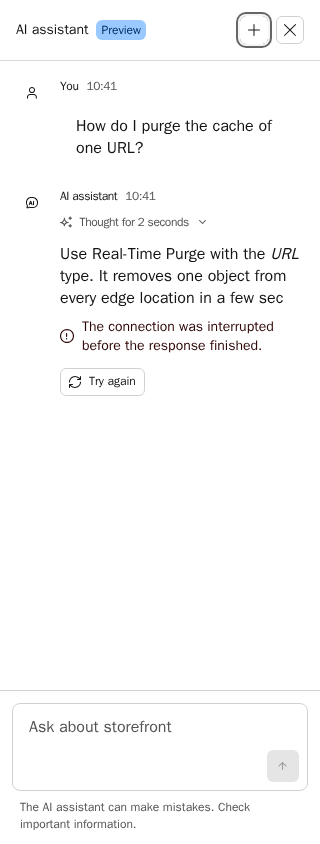 AI assistant Preview
You 10:41
How do I purge the cache of
one URL?
AI AI assistant 10:41
Thought for 2 seconds
Use Real-Time Purge with the URL
type. It removes one object from
every edge location in a few sec
The connection was interrupted
before the response finished.
Try again
Ask about storefront
The AI assistant can make mistakes. Check
important information.